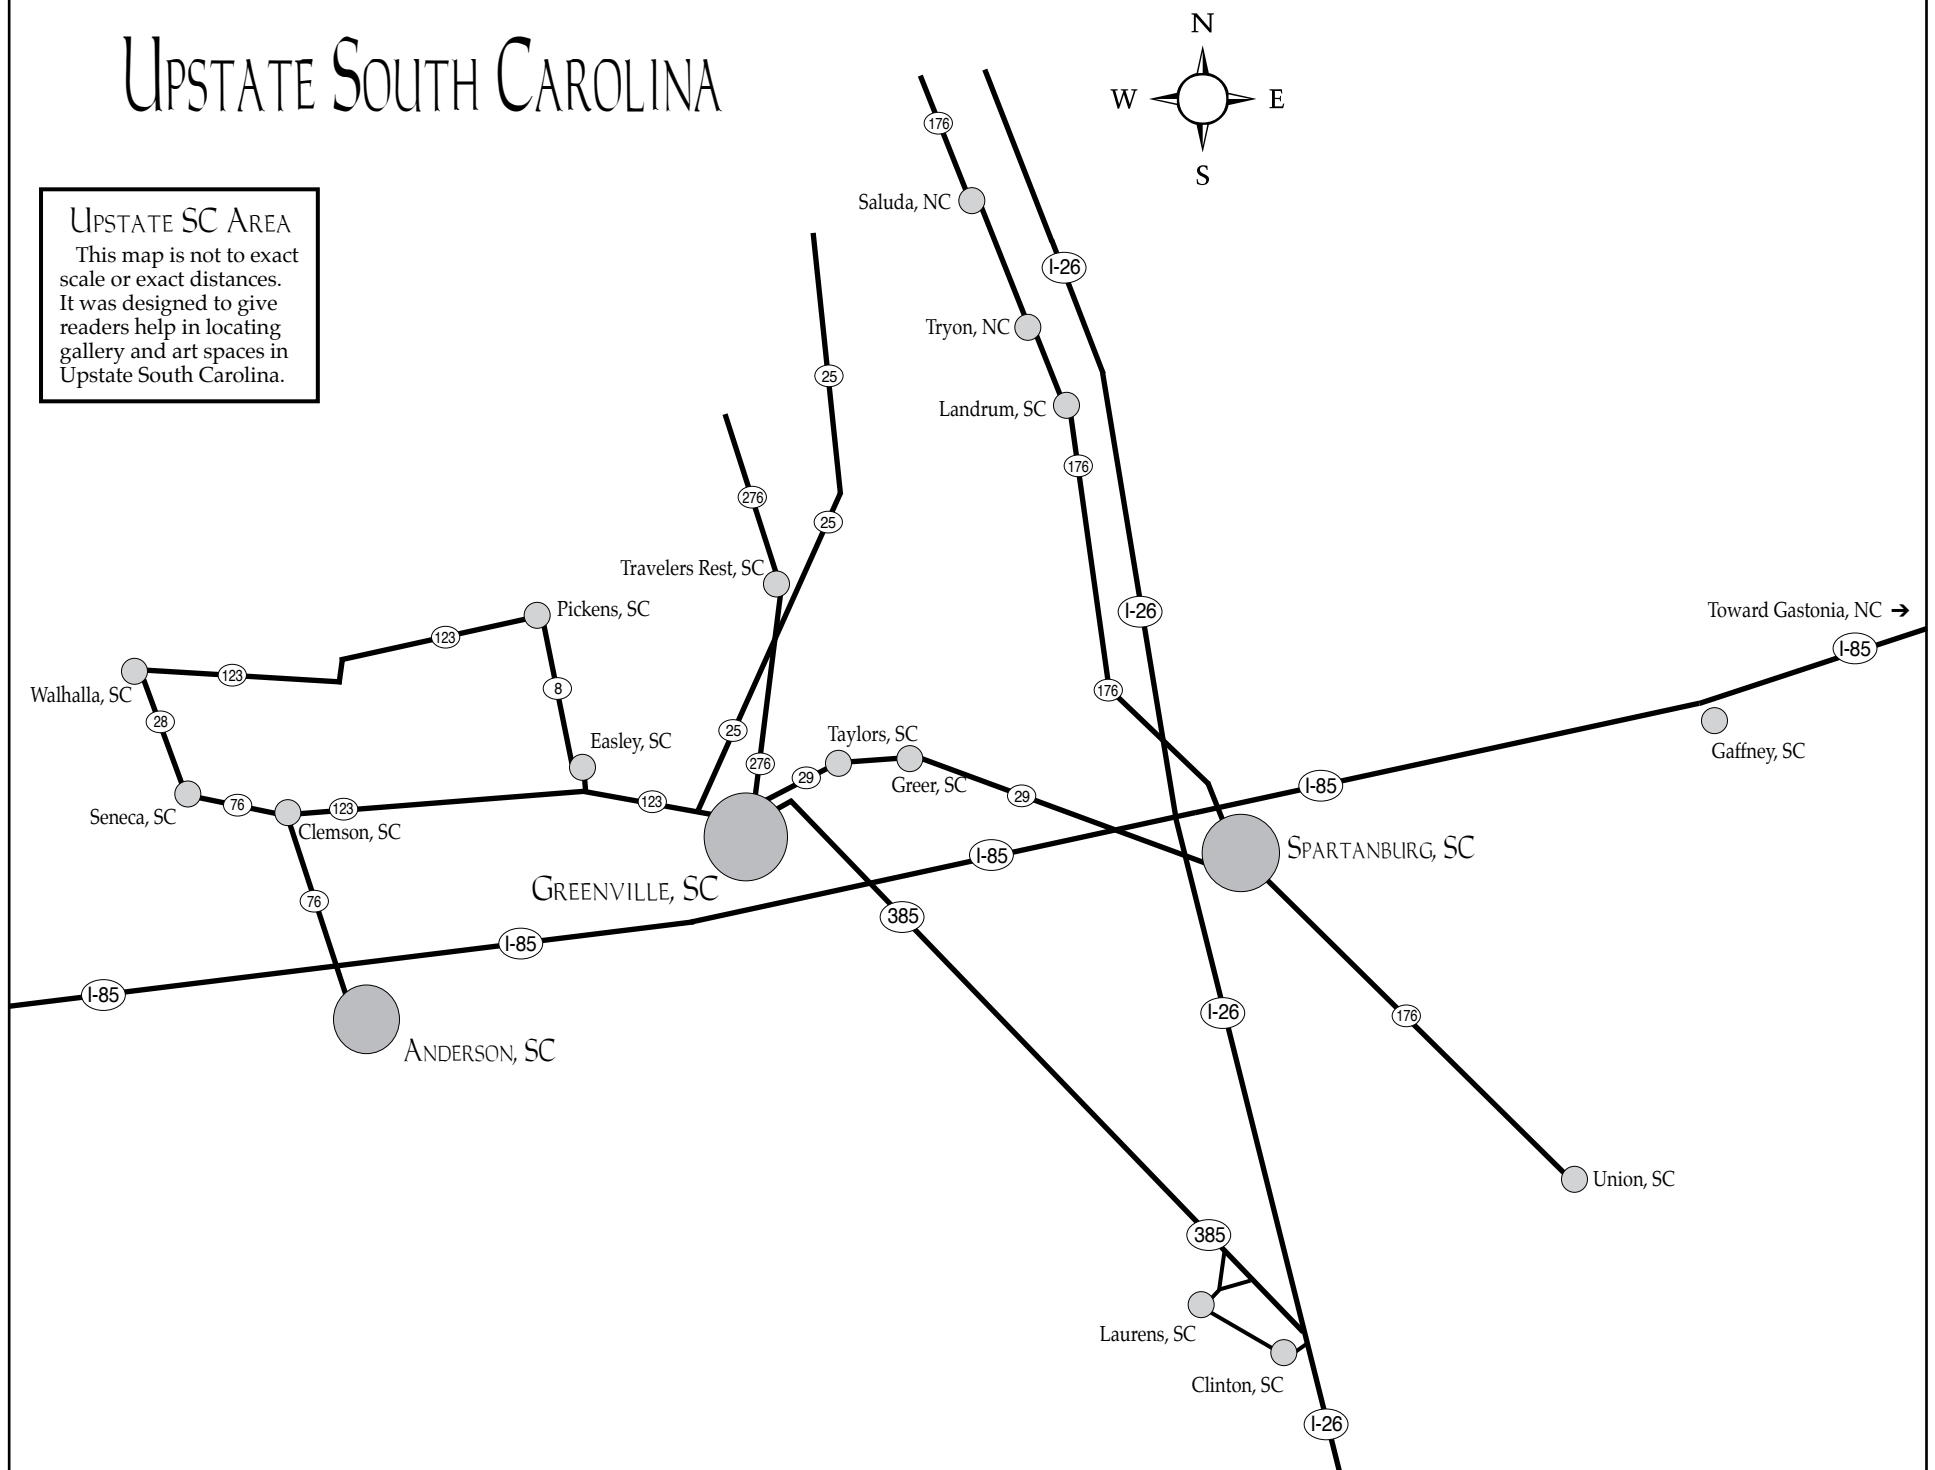 UPSTATE SOUTH CAROLINA
N
W
E
S
UPSTATE SC AREA
This map is not to exact
scale or exact distances.
It was designed to give
readers help in locating
gallery and art spaces in
Upstate South Carolina.
176
Saluda, NC
I-26
Tryon, NC
25
Landrum, SC
176
276
25
Travelers Rest, SC
Pickens, SC
I-26
Toward Gastonia, NC ➔
123
I-85
123
Walhalla, SC
8
176
28
25
Gaffney, SC
Easley, SC
Taylors, SC
276
29
Greer, SC
I-85
29
Seneca, SC
76
123
123
Clemson, SC
I-85
SPARTANBURG, SC
GREENVILLE, SC
76
385
I-85
I-85
I-26
176
ANDERSON, SC
Union, SC
385
Laurens, SC
Clinton, SC
I-26